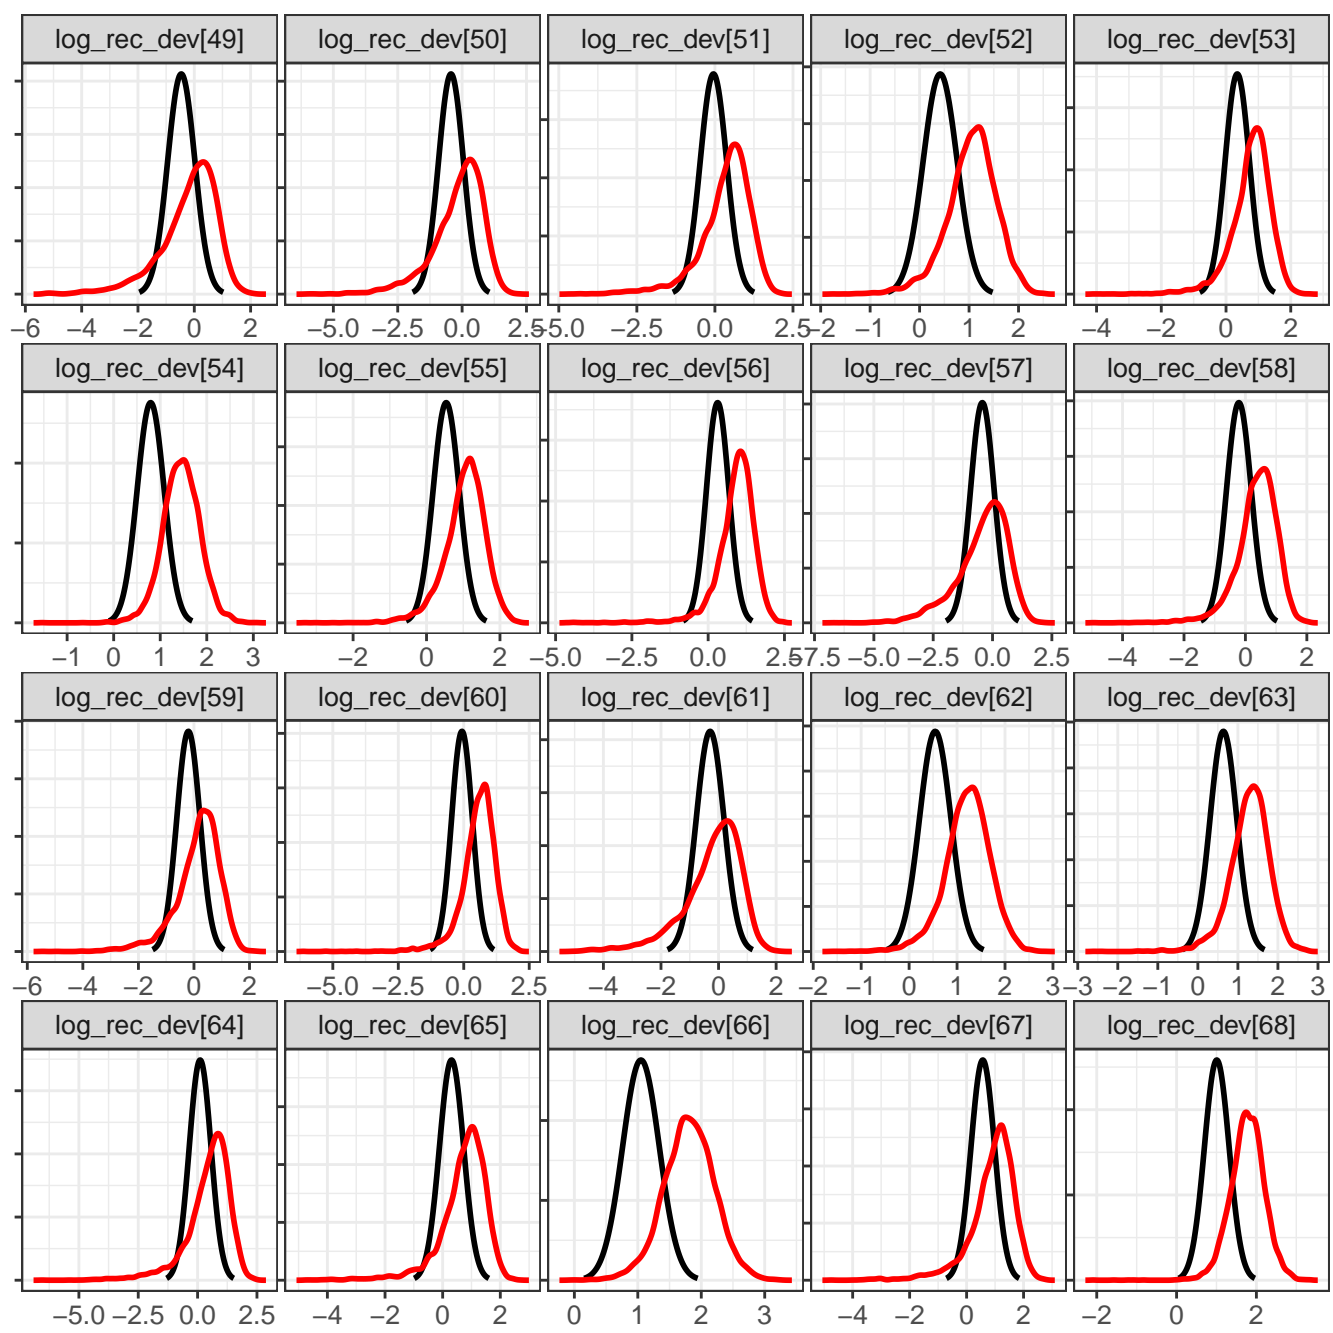 log_rec_dev[49] log_rec_dev[50] log_rec_dev[51] log_rec_dev[52] log_rec_dev[53]
−6 −4 −2 0 2 −5.0 −2.5 0.0 2.5 −5.0 −2.5 0.0 2.5 −2 −1 0 1 2 −4 −2 0 2
log_rec_dev[54] log_rec_dev[55] log_rec_dev[56] log_rec_dev[57] log_rec_dev[58]
−1 0 1 2 3 −2 0 2 −5.0 −2.5 0.0 2.5 −7.5 −5.0 −2.5 0.0 2.5 −4 −2 0 2
log_rec_dev[59] log_rec_dev[60] log_rec_dev[61] log_rec_dev[62] log_rec_dev[63]
−6 −4 −2 0 2 −5.0 −2.5 0.0 2.5 −4 −2 0 2 −2 −1 0 1 2 3 −3 −2 −1 0 1 2 3
log_rec_dev[64] log_rec_dev[65] log_rec_dev[66] log_rec_dev[67] log_rec_dev[68]
−5.0 −2.5 0.0 2.5 −4 −2 0 2 0 1 2 3 −4 −2 0 2 −2 0 2